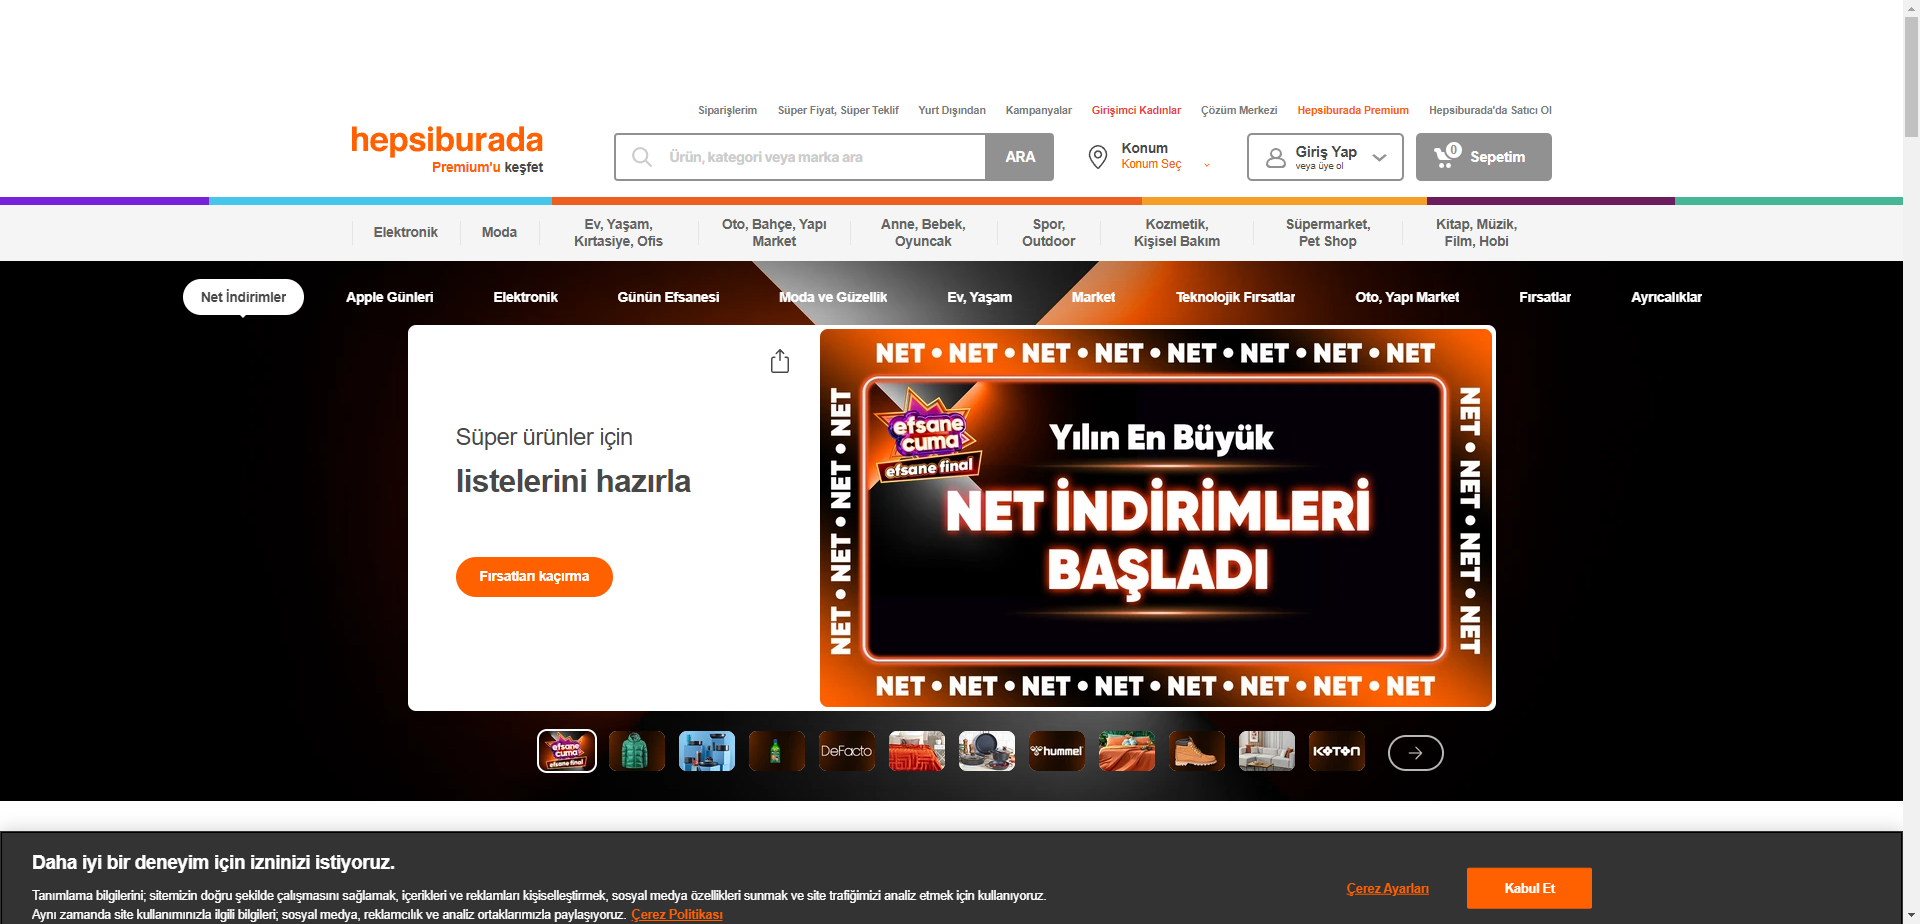 Siparişlerim Süper Fiyat, Süper Teklif Yurt Dışından Kampanyalar Girişimci Kadınlar Çözüm Merkezi Hepsiburada Premium Hepsiburada'da Satıcı Ol
hepsiburada
Premium'u keşfet
Ürün, kategori veya marka ara
ARA
Konum
Konum Seç
Giriş Yap
veya üye ol
0
Sepetim
Elektronik
Moda
Ev, Yaşam,
Kırtasiye, Ofis
Oto, Bahçe, Yapı
Market
Anne, Bebek,
Oyuncak
Spor,
Outdoor
Kozmetik,
Kişisel Bakım
Süpermarket,
Pet Shop
Kitap, Müzik,
Film, Hobi
Net İndirimler Apple Günleri Elektronik Günün Efsanesi Moda ve Güzellik Ev, Yaşam Market Teknolojik Fırsatlar Oto, Yapı Market Fırsatlar Ayrıcalıklar
Süper ürünler için
listelerini hazırla
Fırsatları kaçırma
NET • NET • NET • NET • NET • NET • NET • NET
NET • NET • NET • NET
efsane
cuma
efsane final
Yılın En Büyük
NET İNDİRİMLERİ
BAŞLADI
NET • NET • NET • NET
NET • NET • NET • NET • NET • NET • NET • NET
efsane
cuma
efsane final
DeFacto
hummel
KOTON
Daha iyi bir deneyim için izninizi istiyoruz.
Tanımlama bilgilerini; sitemizin doğru şekilde çalışmasını sağlamak, içerikleri ve reklamları kişiselleştirmek, sosyal medya özellikleri sunmak ve site trafiğimizi analiz etmek için kullanıyoruz.
Aynı zamanda site kullanımınızla ilgili bilgileri; sosyal medya, reklamcılık ve analiz ortaklarımızla paylaşıyoruz. Çerez Politikası
Çerez Ayarları
Kabul Et